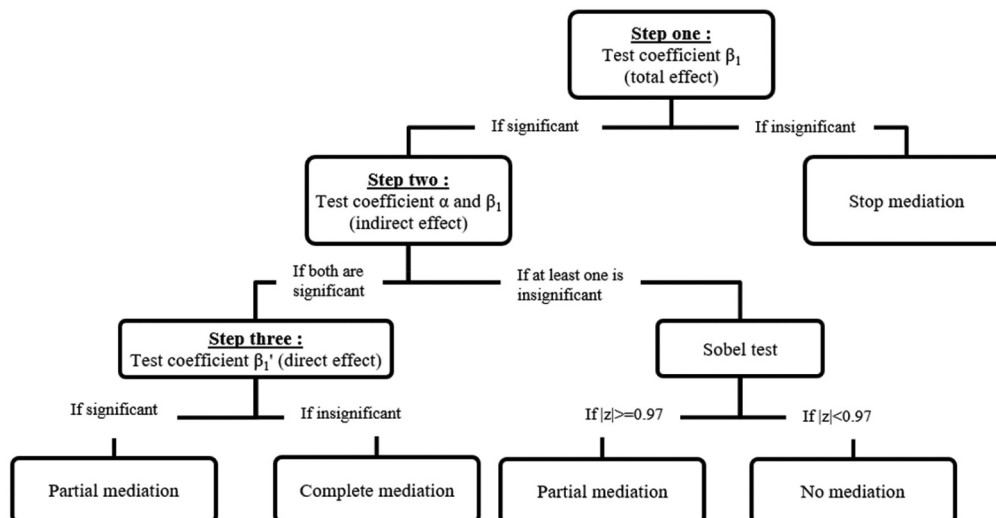 Step one :
Test coefficient β₁
(total effect)
If significant
If insignificant
Step two :
Test coefficient α and β₁
(indirect effect)
Stop mediation
If both are
significant
If at least one is
insignificant
Step three :
Test coefficient β₁' (direct effect)
Sobel test
If significant
If insignificant
If |z|>=0.97
If |z|<0.97
Partial mediation
Complete mediation
Partial mediation
No mediation